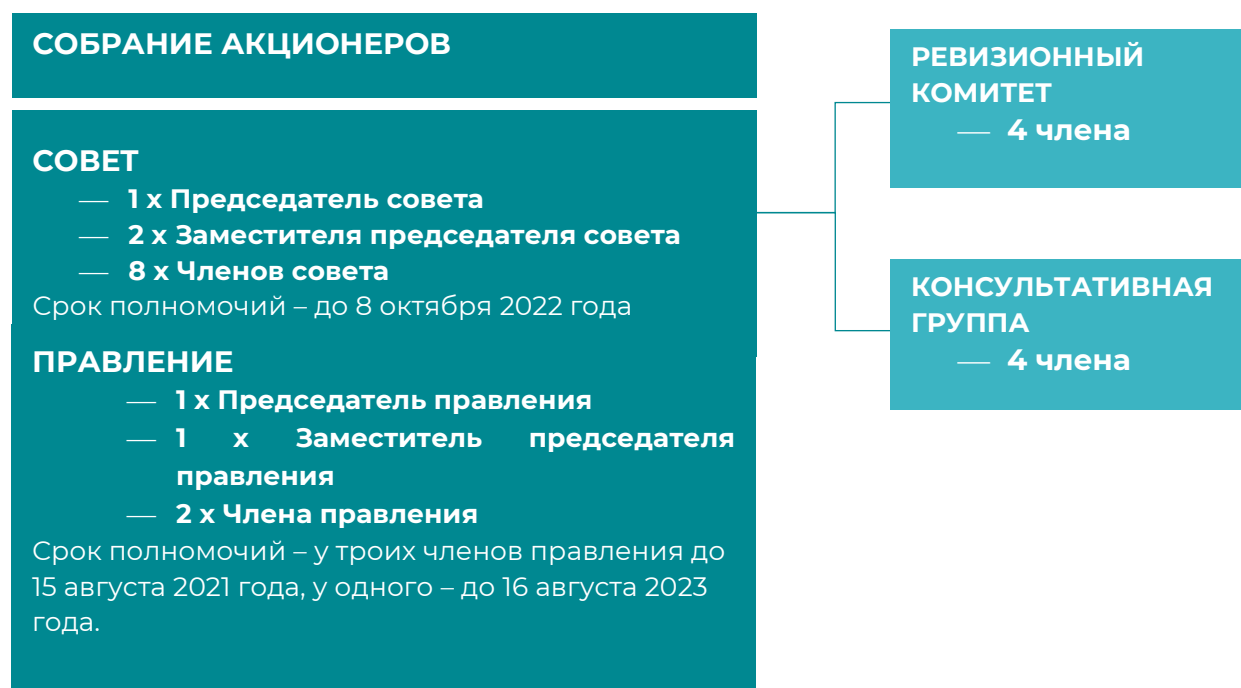 СОБРАНИЕ АКЦИОНЕРОВ
СОВЕТ
— 1 х Председатель совета
— 2 х Заместителя председателя совета
— 8 х Членов совета
Срок полномочий – до 8 октября 2022 года
ПРАВЛЕНИЕ
— 1 х Председатель правления
— 1 х Заместитель председателя
правления
— 2 х Члена правления
Срок полномочий – у троих членов правления до
15 августа 2021 года, у одного – до 16 августа 2023
года.
РЕВИЗИОННЫЙ
КОМИТЕТ
— 4 члена
КОНСУЛЬТАТИВНАЯ
ГРУППА
— 4 члена